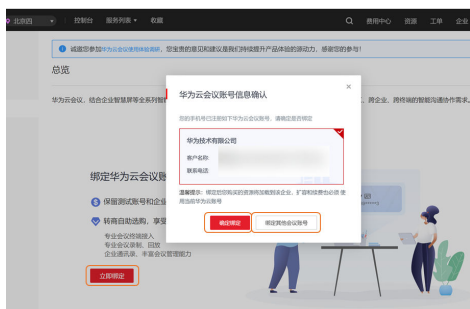 北京四 控制台 服务列表 收藏 费用中心 资源 工单 企业
诚邀您参加华为云会议使用体验调研，您宝贵的意见和建议是我们持续提升产品体验的源动力，感谢您的参与！
总览
华为云会议，结合企业智慧屏等全系列智
、跨企业、跨终端的智能沟通协作需求。
华为云会议账号信息确认
您的手机号已注册如下华为云会议账号，请确定是否绑定
华为技术有限公司
客户名称
联系电话
温馨提示：绑定后您购买的资源将加载到该企业，扩容和续费也必须使
用当前华为云账号
确定绑定 绑定其他会议账号
绑定华为云会议账
保留测试账号和企业
转商自助选购，享受
专业会议终端接入
专业会议录制、回放
企业通讯录，丰富会议管理能力
立即绑定